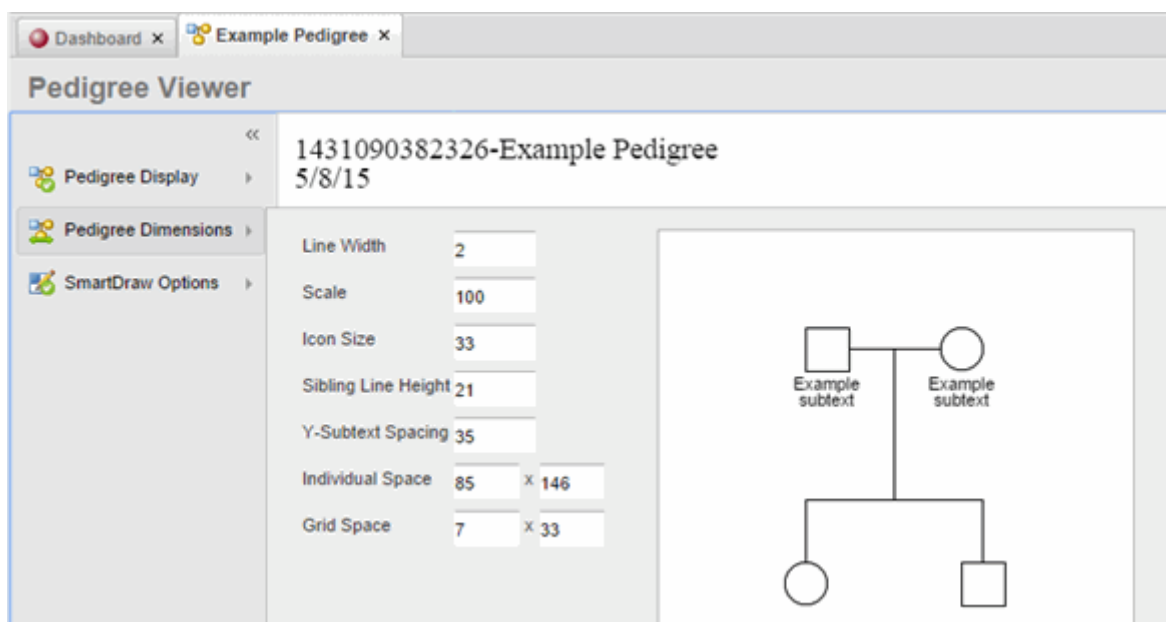 Dashboard x Example Pedigree x
Pedigree Viewer
«
Pedigree Display
Pedigree Dimensions
SmartDraw Options
1431090382326-Example Pedigree
5/8/15
Line Width 2
Scale 100
Icon Size 33
Sibling Line Height 21
Y-Subtext Spacing 35
Individual Space 85 x 146
Grid Space 7 x 33
Example
subtext
Example
subtext